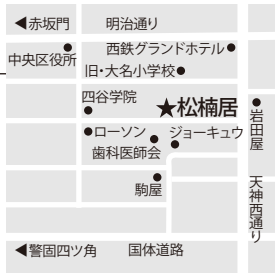 ◀赤坂門
明治通り
中央区役所
西鉄グランドホテル
旧・大名小学校
四谷学院
★松楠居
ローソン
ジョーキュウ
歯科医師会
岩田屋
駒屋
天神西通り
◀警固四ツ角
国体道路